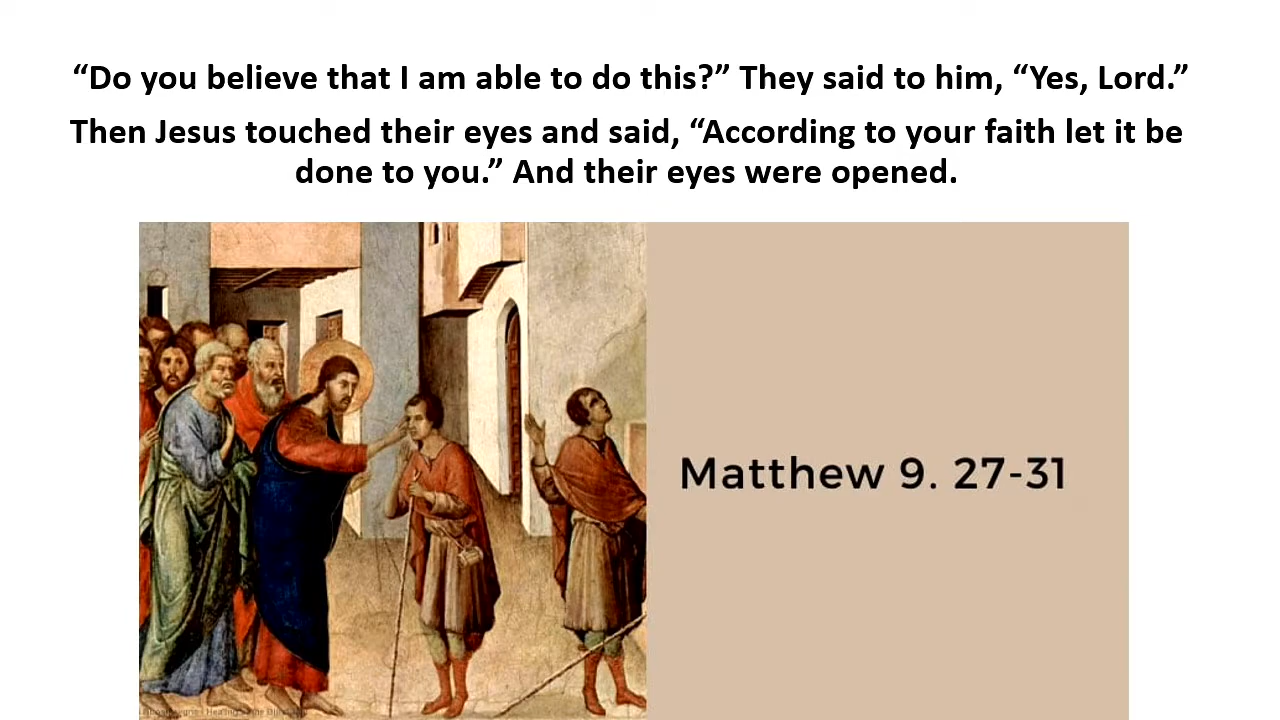 “Do you believe that I am able to do this?” They said to him, “Yes, Lord.”
Then Jesus touched their eyes and said, “According to your faith let it be
done to you.” And their eyes were opened.
Matthew 9. 27-31